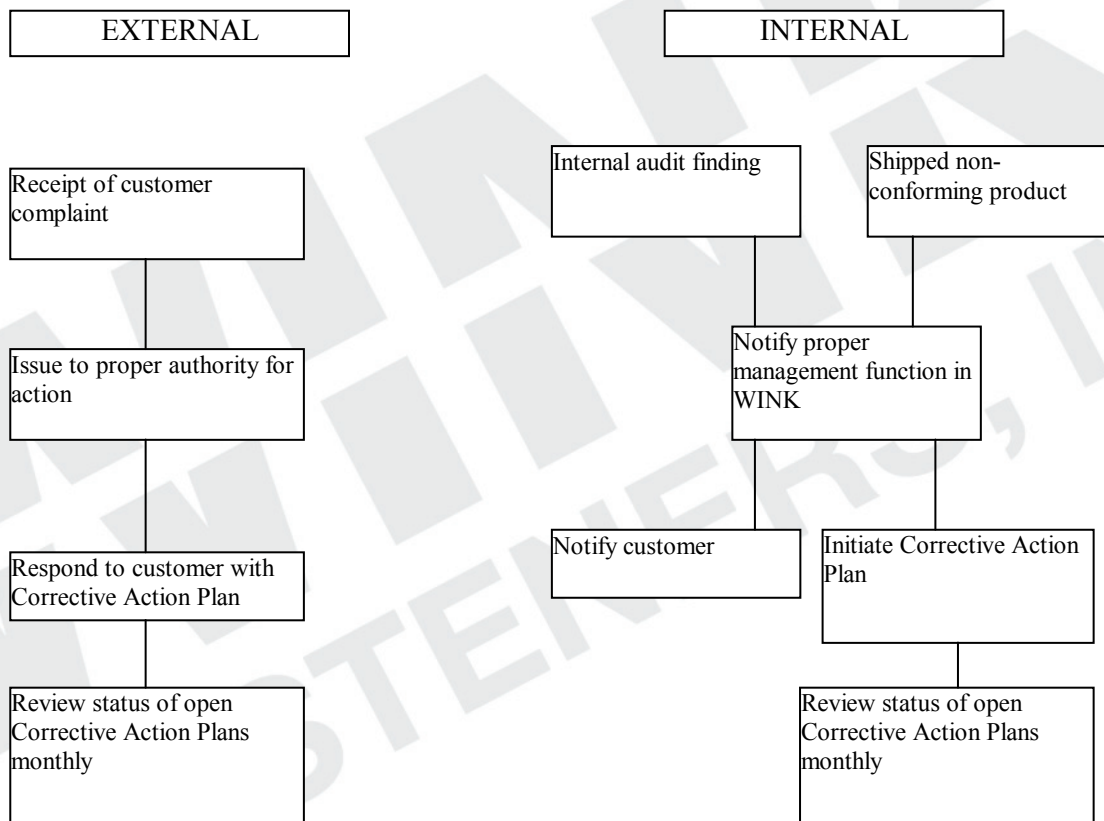 EXTERNAL
INTERNAL
Receipt of customer
complaint
Issue to proper authority for
action
Respond to customer with
Corrective Action Plan
Review status of open
Corrective Action Plans
monthly
Internal audit finding
Shipped non-
conforming product
Notify proper
management function in
WINK
Notify customer
Initiate Corrective Action
Plan
Review status of open
Corrective Action Plans
monthly